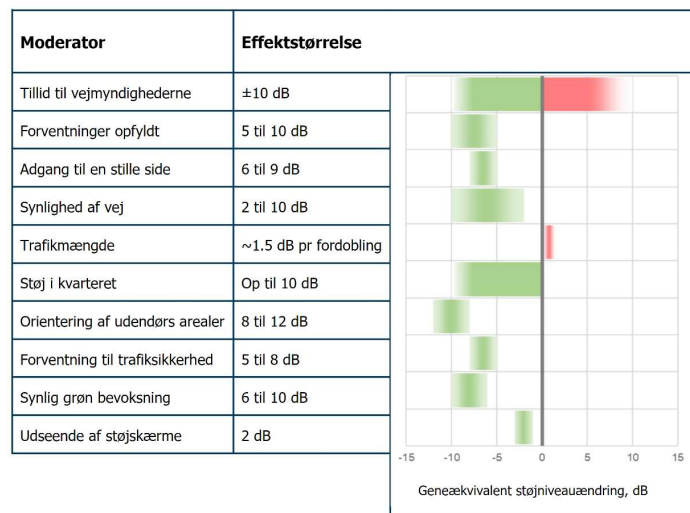 Moderator Effektstørrelse
Tillid til vejmyndighederne ±10 dB
Forventninger opfyldt 5 til 10 dB
Adgang til en stille side 6 til 9 dB
Synlighed af vej 2 til 10 dB
Trafikmængde ~1.5 dB pr fordobling
Støj i kvarteret Op til 10 dB
Orientering af udendørs arealer 8 til 12 dB
Forventning til trafiksikkerhed 5 til 8 dB
Synlig grøn bevoksning 6 til 10 dB
Udseende af støjskærme 2 dB
-15 -10 -5 0 5 10 15
Geneækvivalent støjniveauændring, dB